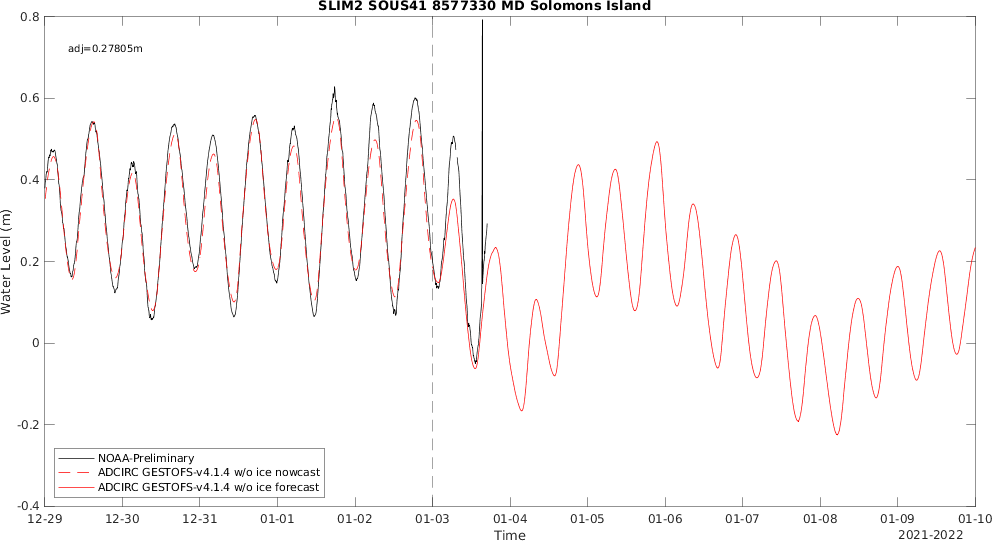 SLIM2 SOUS41 8577330 MD Solomons Island
adj=0.27805m
Water Level (m)
0.8
0.6
0.4
0.2
0
-0.2
-0.4
NOAA-Preliminary
ADCIRC GESTOFS-v4.1.4 w/o ice nowcast
ADCIRC GESTOFS-v4.1.4 w/o ice forecast
12-29 12-30 12-31 01-01 01-02 01-03 01-04 01-05 01-06 01-07 01-08 01-09 01-10
Time
2021-2022